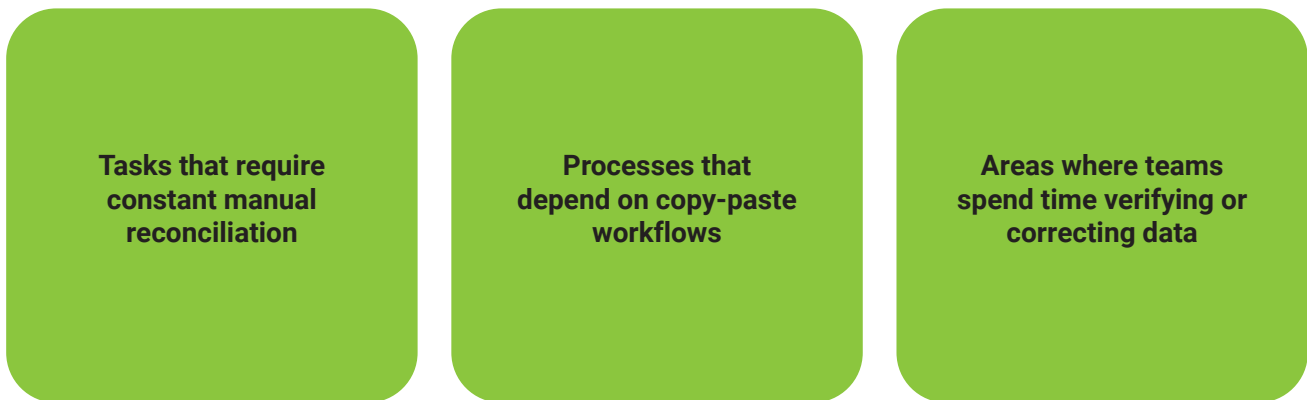 Tasks that require
constant manual
reconciliation
Processes that
depend on copy-paste
workflows
Areas where teams
spend time verifying or
correcting data